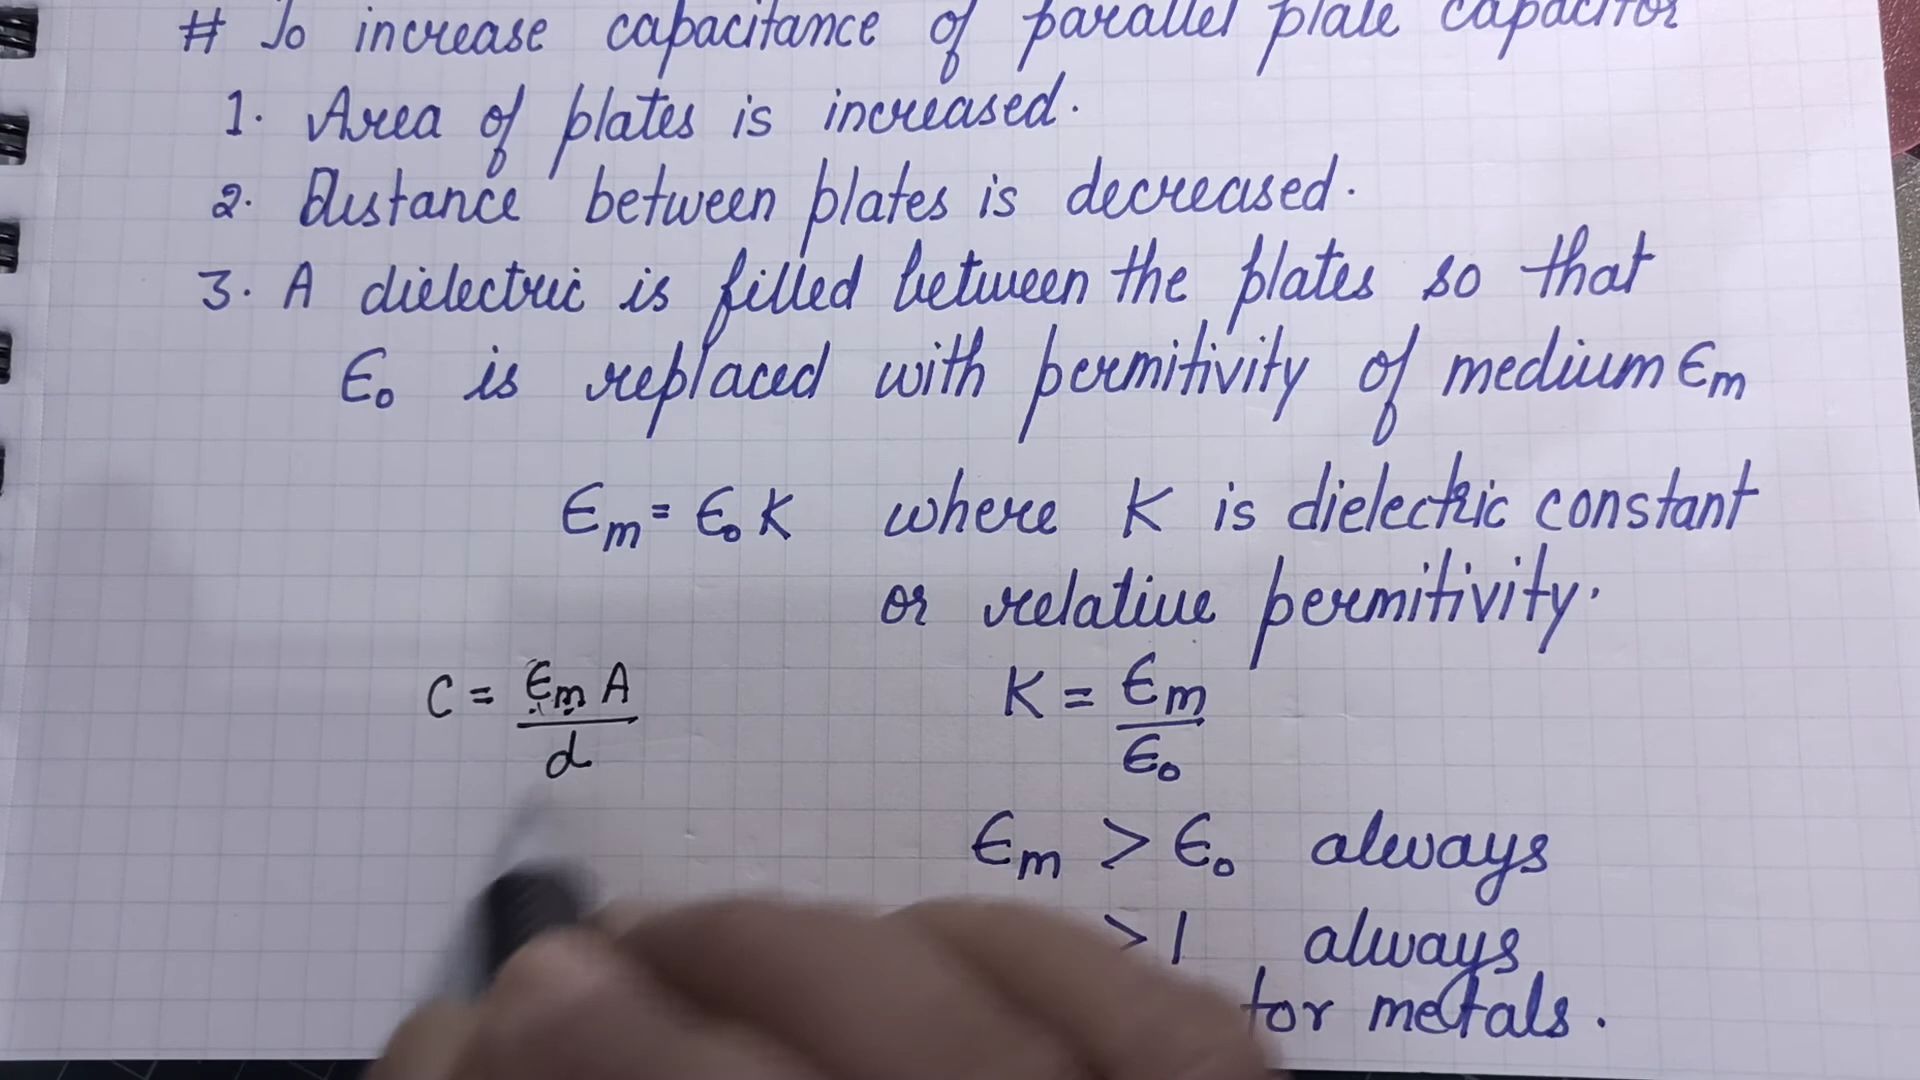 # To increase capacitance of parallel plate capacitor
1. Area of plates is increased.
2. Distance between plates is decreased.
3. A dielectric is filled between the plates so that
ϵ₀ is replaced with permitivity of medium ϵₘ
ϵₘ = ϵ₀ K where K is dielectric constant
or relative permitivity.
C = ϵₘ A / d
K = ϵₘ / ϵ₀
ϵₘ > ϵ₀ always
> 1 always
for metals.